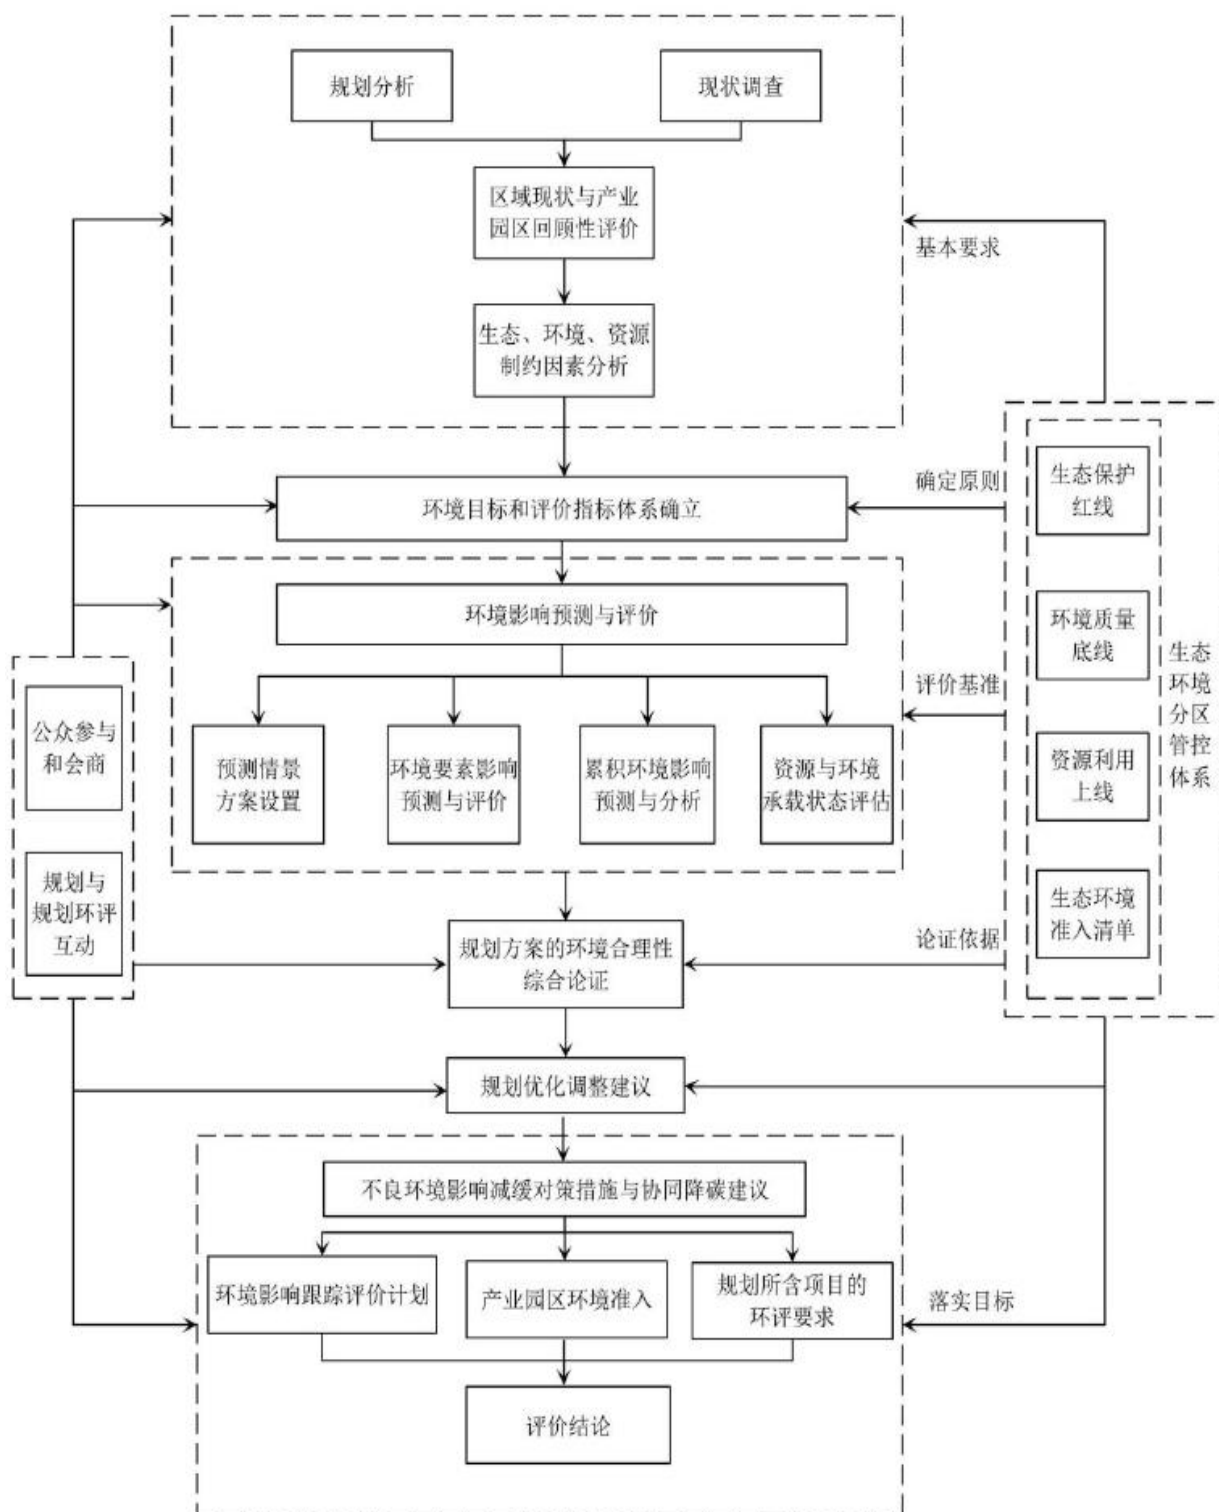 规划分析
现状调查
区域现状与产业
园区回顾性评价
基本要求
生态、环境、资源
制约因素分析
确定原则
环境目标和评价指标体系确立
生态保护
红线
环境影响预测与评价
环境质量
底线
生态
环境
分区
管控
体系
评价基准
公众参与
和会商
预测情景
方案设置
环境要素影响
预测与评价
累积环境影响
预测与分析
资源与环境
承载状态评估
资源利用
上线
规划与
规划环评
互动
生态环境
准入清单
规划方案的环境合理性
综合论证
论证依据
规划优化调整建议
不良环境影响减缓对策措施与协同降碳建议
环境影响跟踪评价计划
产业园区环境准入
规划所含项目的
环评要求
落实目标
评价结论